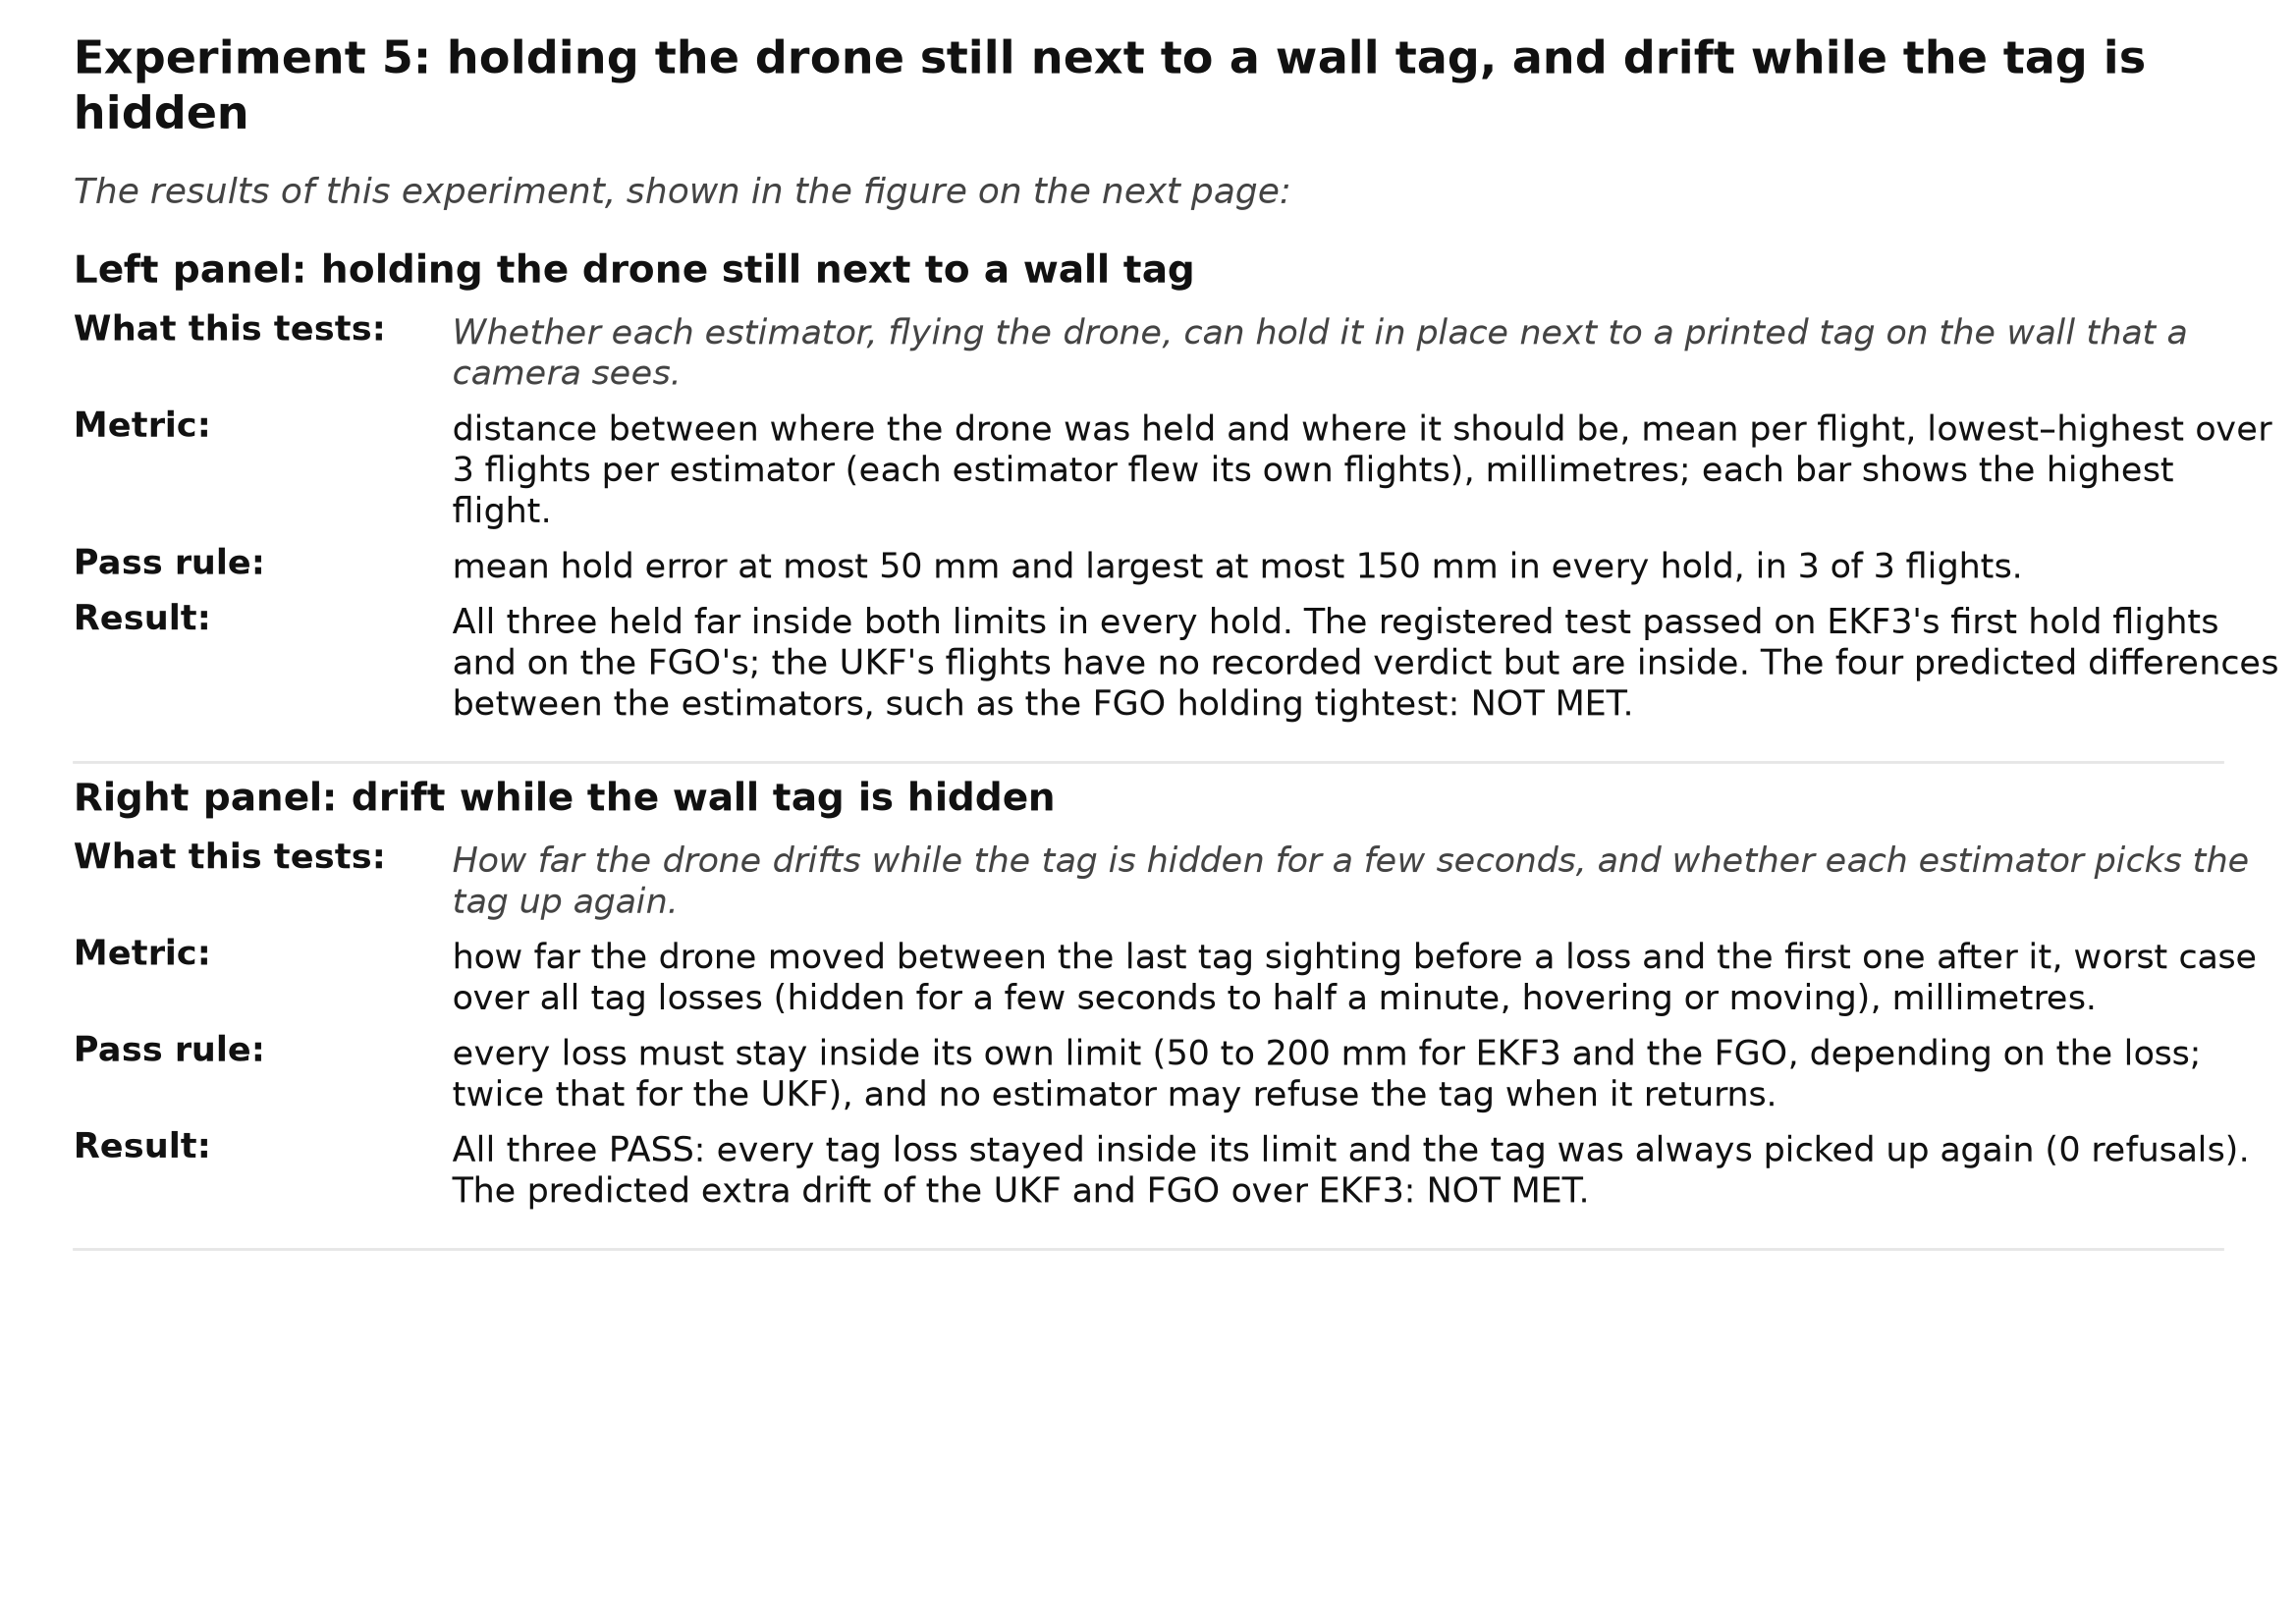 Experiment 5: holding the drone still next to a wall tag, and drift while the tag is
hidden
The results of this experiment, shown in the figure on the next page:
Left panel: holding the drone still next to a wall tag
What this tests: Whether each estimator, flying the drone, can hold it in place next to a printed tag on the wall that a
camera sees.
Metric: distance between where the drone was held and where it should be, mean per flight, lowest–highest over
3 flights per estimator (each estimator flew its own flights), millimetres; each bar shows the highest
flight.
Pass rule: mean hold error at most 50 mm and largest at most 150 mm in every hold, in 3 of 3 flights.
Result: All three held far inside both limits in every hold. The registered test passed on EKF3's first hold flights
and on the FGO's; the UKF's flights have no recorded verdict but are inside. The four predicted differences
between the estimators, such as the FGO holding tightest: NOT MET.
Right panel: drift while the wall tag is hidden
What this tests: How far the drone drifts while the tag is hidden for a few seconds, and whether each estimator picks the
tag up again.
Metric: how far the drone moved between the last tag sighting before a loss and the first one after it, worst case
over all tag losses (hidden for a few seconds to half a minute, hovering or moving), millimetres.
Pass rule: every loss must stay inside its own limit (50 to 200 mm for EKF3 and the FGO, depending on the loss;
twice that for the UKF), and no estimator may refuse the tag when it returns.
Result: All three PASS: every tag loss stayed inside its limit and the tag was always picked up again (0 refusals).
The predicted extra drift of the UKF and FGO over EKF3: NOT MET.